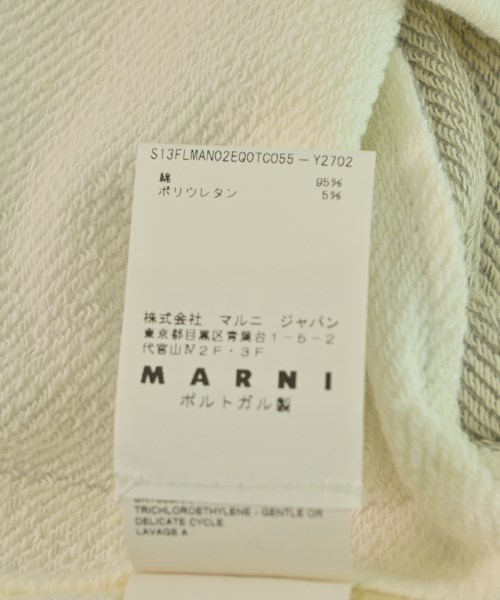 S13FLMAN02EQ0TC055-Y2702
綿 95%
ポリウレタン 5%
株式会社 マルニ ジャパン
東京都目黒区青葉台1-5-2
代官山Ⅳ2F・3F
MARNI
ポルトガル製
TRICHLOROETHYLENE - GENTLE OR
DELICATE CYCLE.
LAVAGE A